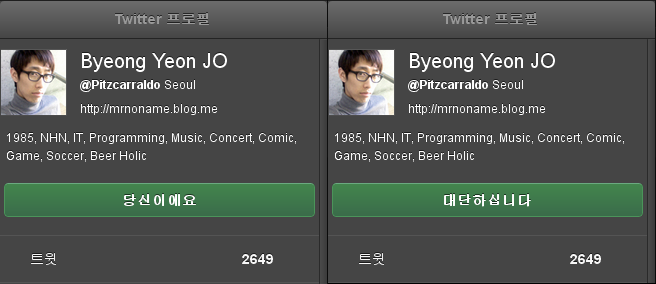 Twitter 프로필
Byeong Yeon JO
@Pitzcarraldo Seoul
http://mrnoname.blog.me
1985, NHN, IT, Programming, Music, Concert, Comic,
Game, Soccer, Beer Holic
당신이에요
트윗 2649
Twitter 프로필
Byeong Yeon JO
@Pitzcarraldo Seoul
http://mrnoname.blog.me
1985, NHN, IT, Programming, Music, Concert, Comic,
Game, Soccer, Beer Holic
대단하십니다
트윗 2649